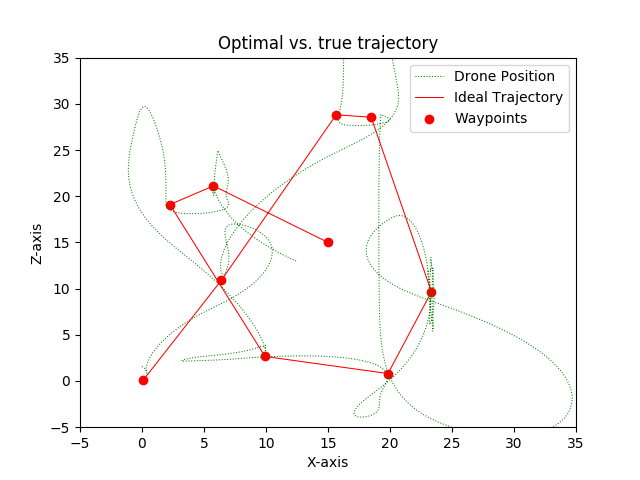 Optimal vs. true trajectory
Drone Position
Ideal Trajectory
Waypoints
35
30
25
20
15
10
5
0
−5
Z-axis
−5 0 5 10 15 20 25 30 35
X-axis